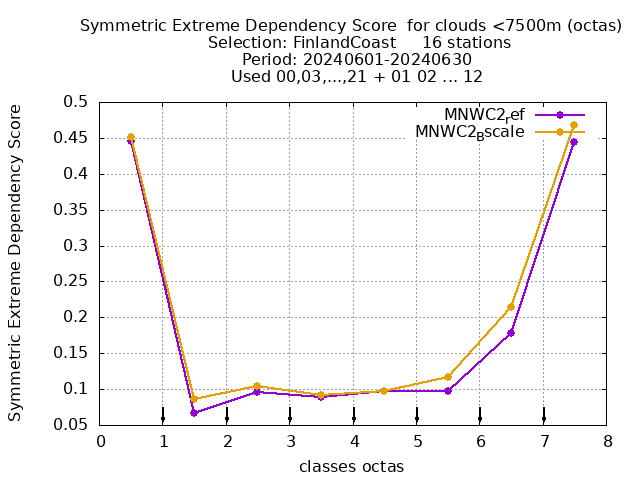 Symmetric Extreme Dependency Score  for clouds <7500m (octas)
Selection: FinlandCoast     16 stations
Period: 20240601-20240630
Used 00,03,...,21 + 01 02 ... 12
Symmetric Extreme Dependency Score
0.5
0.45
0.4
0.35
0.3
0.25
0.2
0.15
0.1
0.05
MNWC2ref
MNWC2Bscale
0 1 2 3 4 5 6 7 8
classes octas